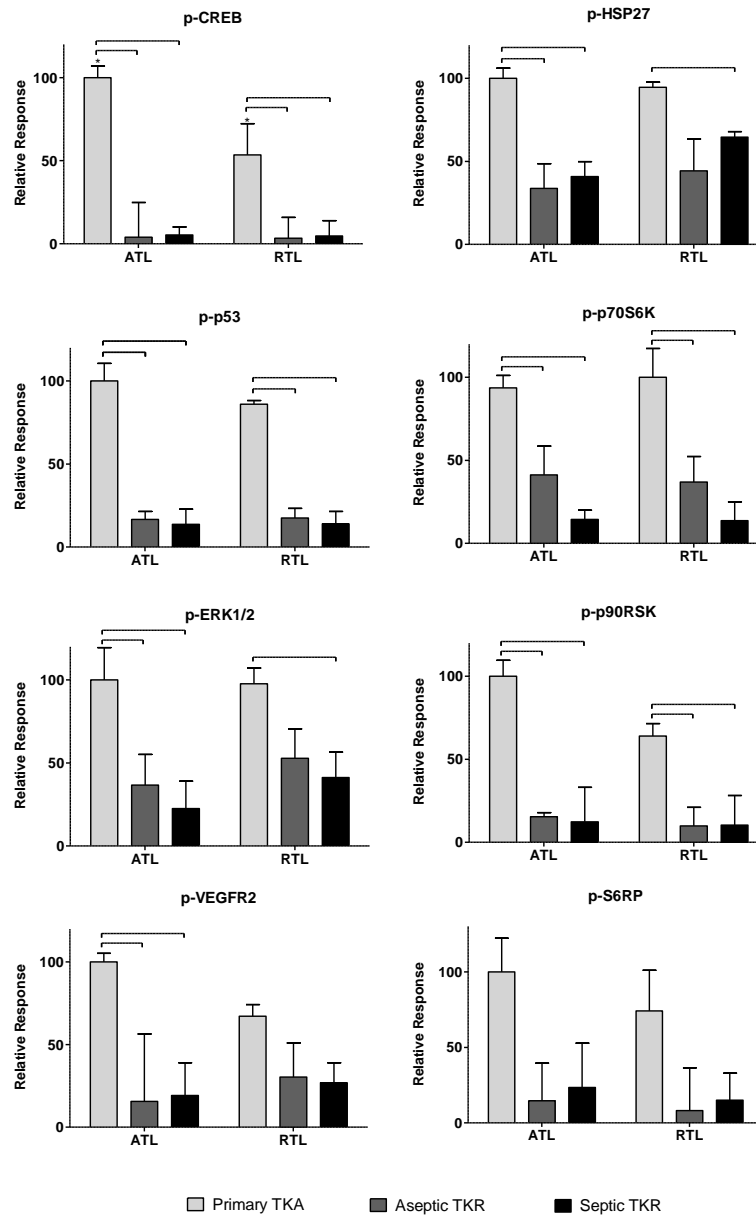 p-CREB
Relative Response
100
50
0
*
*
ATL
RTL
p-HSP27
Relative Response
100
50
0
ATL
RTL
p-p53
Relative Response
100
50
0
ATL
RTL
p-p70S6K
Relative Response
100
50
0
ATL
RTL
p-ERK1/2
Relative Response
100
50
0
ATL
RTL
p-p90RSK
Relative Response
100
50
0
ATL
RTL
p-VEGFR2
Relative Response
100
50
0
ATL
RTL
p-S6RP
Relative Response
100
50
0
ATL
RTL
Primary TKA
Aseptic TKR
Septic TKR